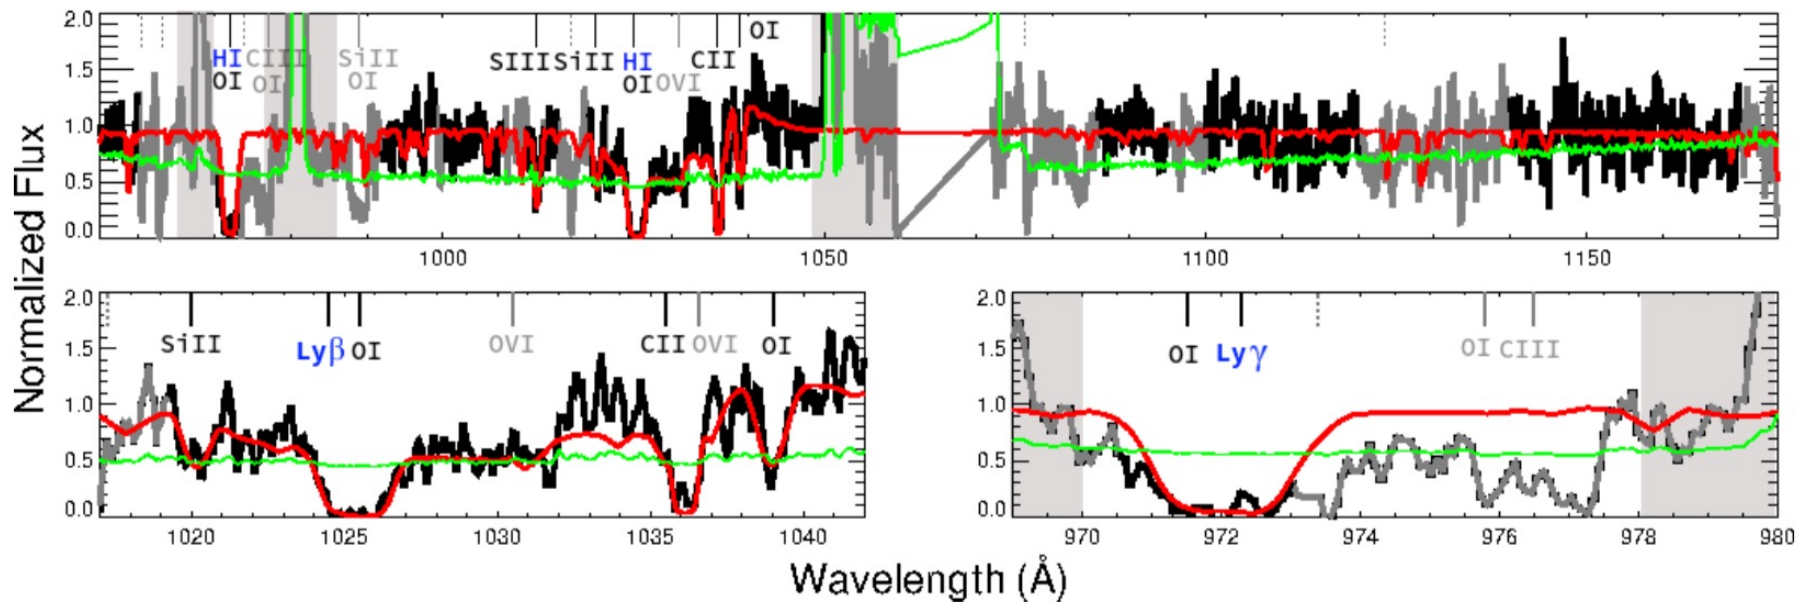 Normalized Flux
2.0
1.5
1.0
0.5
0.0
HI CIII SiII SIII SiII HI CII OI
OI OI OI OI OVI
1000 1050 1100 1150
2.0
1.5
1.0
0.5
0.0
SiII Lyβ OI OVI CII OVI OI
1020 1025 1030 1035 1040
2.0
1.5
1.0
0.5
0.0
OI Lyγ OI CIII
970 972 974 976 978 980
Wavelength (Å)